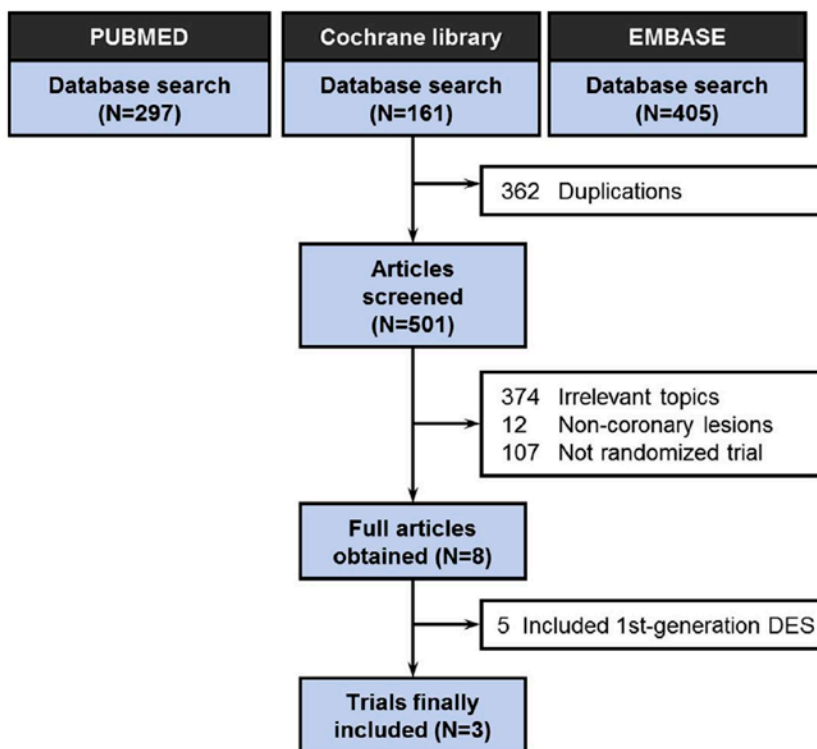 PUBMED
Database search
(N=297)
Cochrane library
Database search
(N=161)
EMBASE
Database search
(N=405)
362 Duplications
Articles
screened
(N=501)
374 Irrelevant topics
12 Non-coronary lesions
107 Not randomized trial
Full articles
obtained (N=8)
5 Included 1st-generation DES
Trials finally
included (N=3)